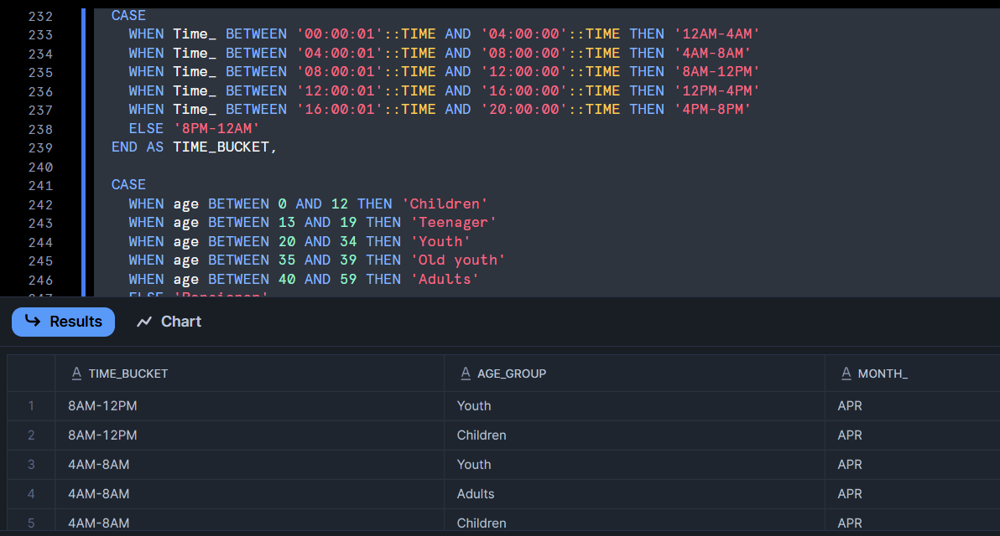 232 CASE
233 WHEN Time_ BETWEEN '00:00:01'::TIME AND '04:00:00'::TIME THEN '12AM-4AM'
234 WHEN Time_ BETWEEN '04:00:01'::TIME AND '08:00:00'::TIME THEN '4AM-8AM'
235 WHEN Time_ BETWEEN '08:00:01'::TIME AND '12:00:00'::TIME THEN '8AM-12PM'
236 WHEN Time_ BETWEEN '12:00:01'::TIME AND '16:00:00'::TIME THEN '12PM-4PM'
237 WHEN Time_ BETWEEN '16:00:01'::TIME AND '20:00:00'::TIME THEN '4PM-8PM'
238 ELSE '8PM-12AM'
239 END AS TIME_BUCKET,
240
241 CASE
242 WHEN age BETWEEN 0 AND 12 THEN 'Children'
243 WHEN age BETWEEN 13 AND 19 THEN 'Teenager'
244 WHEN age BETWEEN 20 AND 34 THEN 'Youth'
245 WHEN age BETWEEN 35 AND 39 THEN 'Old youth'
246 WHEN age BETWEEN 40 AND 59 THEN 'Adults'
247 ELSE
Results Chart
A TIME_BUCKET A AGE_GROUP A MONTH_
1 8AM-12PM Youth APR
2 8AM-12PM Children APR
3 4AM-8AM Youth APR
4 4AM-8AM Adults APR
5 4AM-8AM Children APR